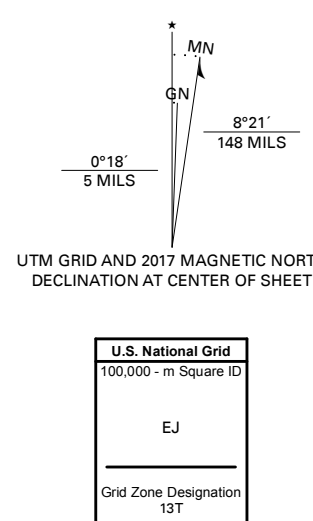 ★
MN
GN
8°21´
148 MILS
0°18´
5 MILS
UTM GRID AND 2017 MAGNETIC NORT
DECLINATION AT CENTER OF SHEET
U.S. National Grid
100,000 - m Square ID
EJ
Grid Zone Designation
13T